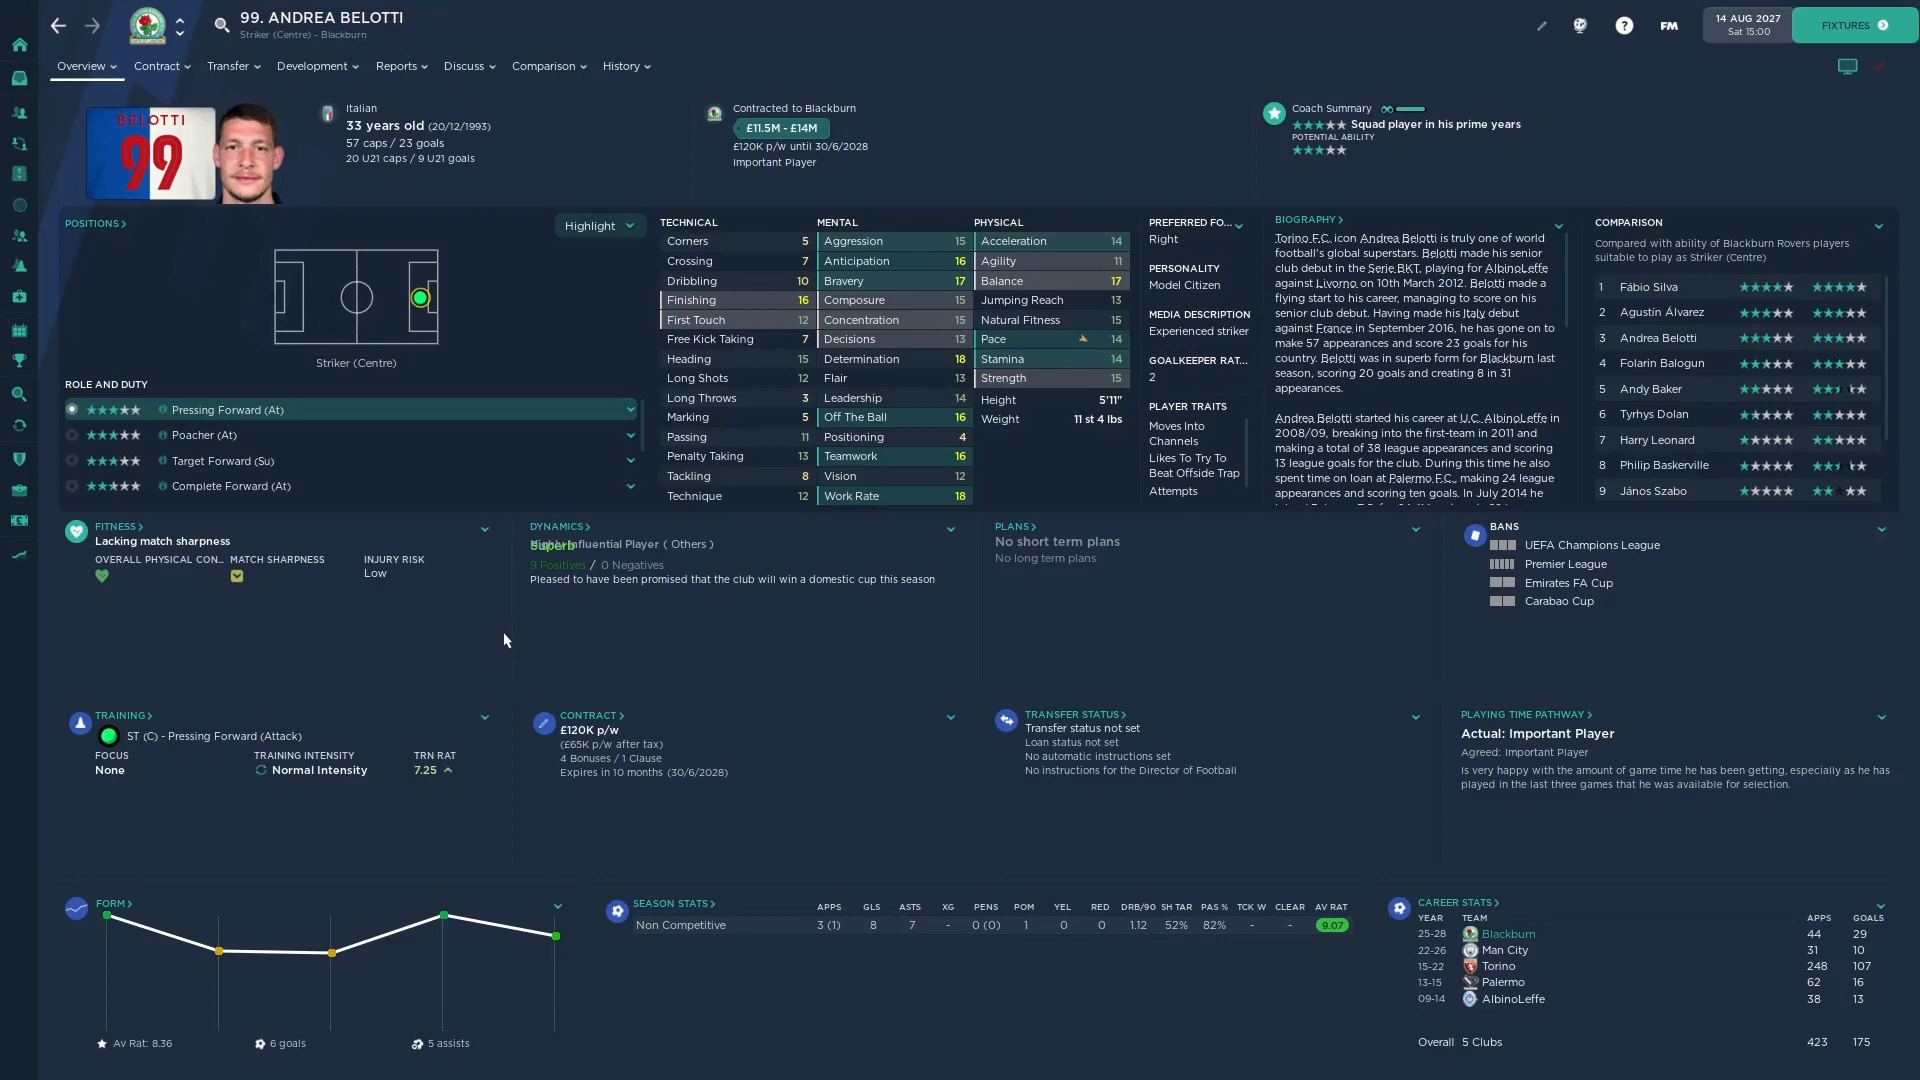 99. ANDREA BELOTTI
Striker (Centre) - Blackburn
FM
14 AUG 2027
Sat 15:00
FIXTURES
Overview
Contract
Transfer
Development
Reports
Discuss
Comparison
History
BELOTTI
99
Italian
33 years old (20/12/1993)
57 caps / 23 goals
20 U21 caps / 9 U21 goals
Contracted to Blackburn
£11.5M - £14M
£120K p/w until 30/6/2028
Important Player
Coach Summary
Squad player in his prime years
POTENTIAL ABILITY
POSITIONS
Highlight
Striker (Centre)
ROLE AND DUTY
Pressing Forward (At)
Poacher (At)
Target Forward (Su)
Complete Forward (At)
TECHNICAL
Corners 5
Crossing 7
Dribbling 10
Finishing 16
First Touch 12
Free Kick Taking 7
Heading 15
Long Shots 12
Long Throws 3
Marking 5
Passing 11
Penalty Taking 13
Tackling 8
Technique 12
MENTAL
Aggression 15
Anticipation 16
Bravery 17
Composure 15
Concentration 15
Decisions 13
Determination 18
Flair 13
Leadership 14
Off The Ball 16
Positioning 4
Teamwork 16
Vision 12
Work Rate 18
PHYSICAL
Acceleration 14
Agility 11
Balance 17
Jumping Reach 13
Natural Fitness 15
Pace 14
Stamina 14
Strength 15
Height 5'11"
Weight 11 st 4 lbs
PREFERRED FO...
Right
PERSONALITY
Model Citizen
MEDIA DESCRIPTION
Experienced striker
GOALKEEPER RAT...
2
PLAYER TRAITS
Moves Into
Channels
Likes To Try To
Beat Offside Trap
Attempts
BIOGRAPHY
Torino F.C. icon Andrea Belotti is truly one of world
football's global superstars. Belotti made his senior
club debut in the Serie BKT, playing for AlbinoLeffe
against Livorno on 10th March 2012. Belotti made a
flying start to his career, managing to score on his
senior club debut. Having made his Italy debut
against France in September 2016, he has gone on to
make 57 appearances and score 23 goals for his
country. Belotti was in superb form for Blackburn last
season, scoring 20 goals and creating 8 in 31
appearances.
Andrea Belotti started his career at U.C. AlbinoLeffe in
2008/09, breaking into the first-team in 2011 and
making a total of 38 league appearances and scoring
13 league goals for the club. During this time he also
spent time on loan at Palermo F.C., making 24 league
appearances and scoring ten goals. In July 2014 he
COMPARISON
Compared with ability of Blackburn Rovers players
suitable to play as Striker (Centre)
1 Fábio Silva
2 Agustín Álvarez
3 Andrea Belotti
4 Folarin Balogun
5 Andy Baker
6 Tyrhys Dolan
7 Harry Leonard
8 Philip Baskerville
9 János Szabo
FITNESS
Lacking match sharpness
OVERALL PHYSICAL CON... MATCH SHARPNESS INJURY RISK
Low
DYNAMICS
Superb
Highly Influential Player ( Others )
9 Positives / 0 Negatives
Pleased to have been promised that the club will win a domestic cup this season
PLANS
No short term plans
No long term plans
BANS
UEFA Champions League
Premier League
Emirates FA Cup
Carabao Cup
TRAINING
ST (C) - Pressing Forward (Attack)
FOCUS TRAINING INTENSITY TRN RAT
None Normal Intensity 7.25
CONTRACT
£120K p/w
(£65K p/w after tax)
4 Bonuses / 1 Clause
Expires in 10 months (30/6/2028)
TRANSFER STATUS
Transfer status not set
Loan status not set
No automatic instructions set
No instructions for the Director of Football
PLAYING TIME PATHWAY
Actual: Important Player
Agreed: Important Player
Is very happy with the amount of game time he has been getting, especially as he has
played in the last three games that he was available for selection.
FORM
Av Rat: 8.36 6 goals 5 assists
SEASON STATS APPS GLS ASTS XG PENS POM YEL RED DRB/90 SH TAR PAS % TCK W CLEAR AV RAT
Non Competitive 3 (1) 8 7 - 0 (0) 1 0 0 1.12 52% 82% - - 9.07
CAREER STATS
YEAR TEAM APPS GOALS
25-28 Blackburn 44 29
22-26 Man City 31 10
15-22 Torino 248 107
13-15 Palermo 62 16
09-14 AlbinoLeffe 38 13
Overall 5 Clubs 423 175